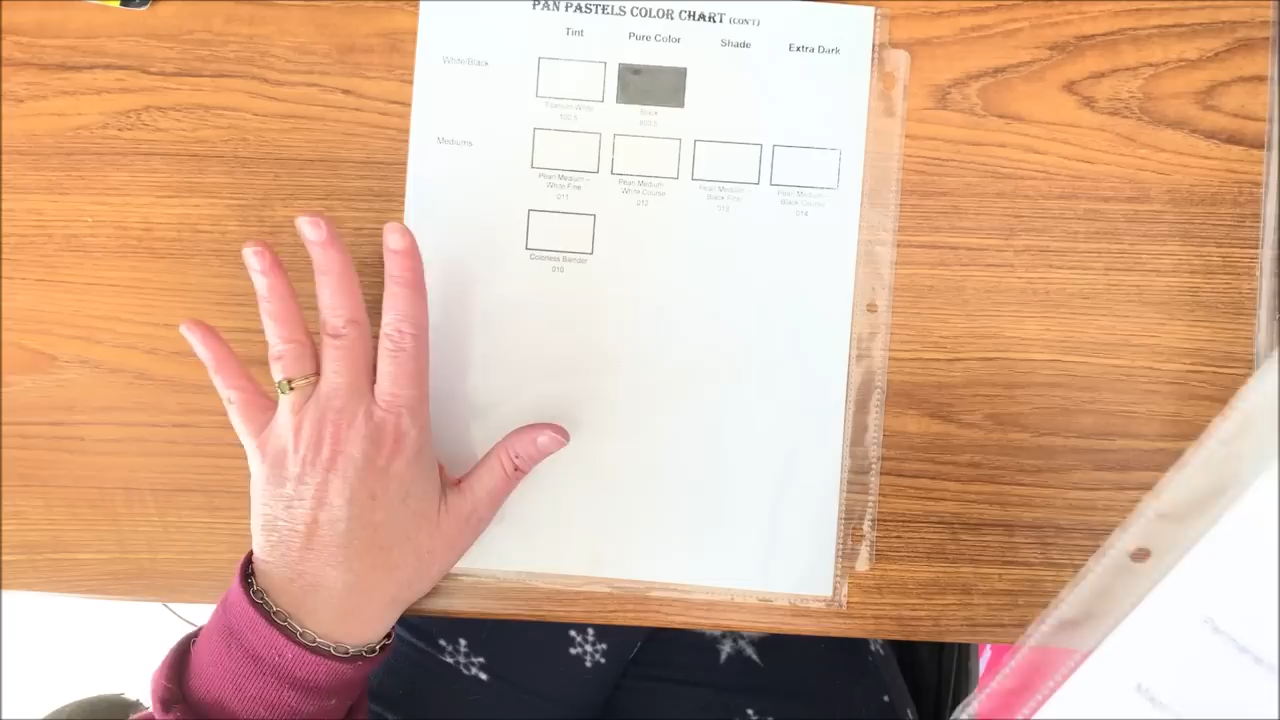 PAN PASTELS COLOR CHART (CON'T)
Tint Pure Color Shade Extra Dark
White/Black
Titanium White Black
100.5 800.5
Mediums
Pearl Medium – Pearl Medium Pearl Medium Pearl Medium –
White Fine White Course Black Fine Black Course
011 012 013 014
Colorless Blender
010